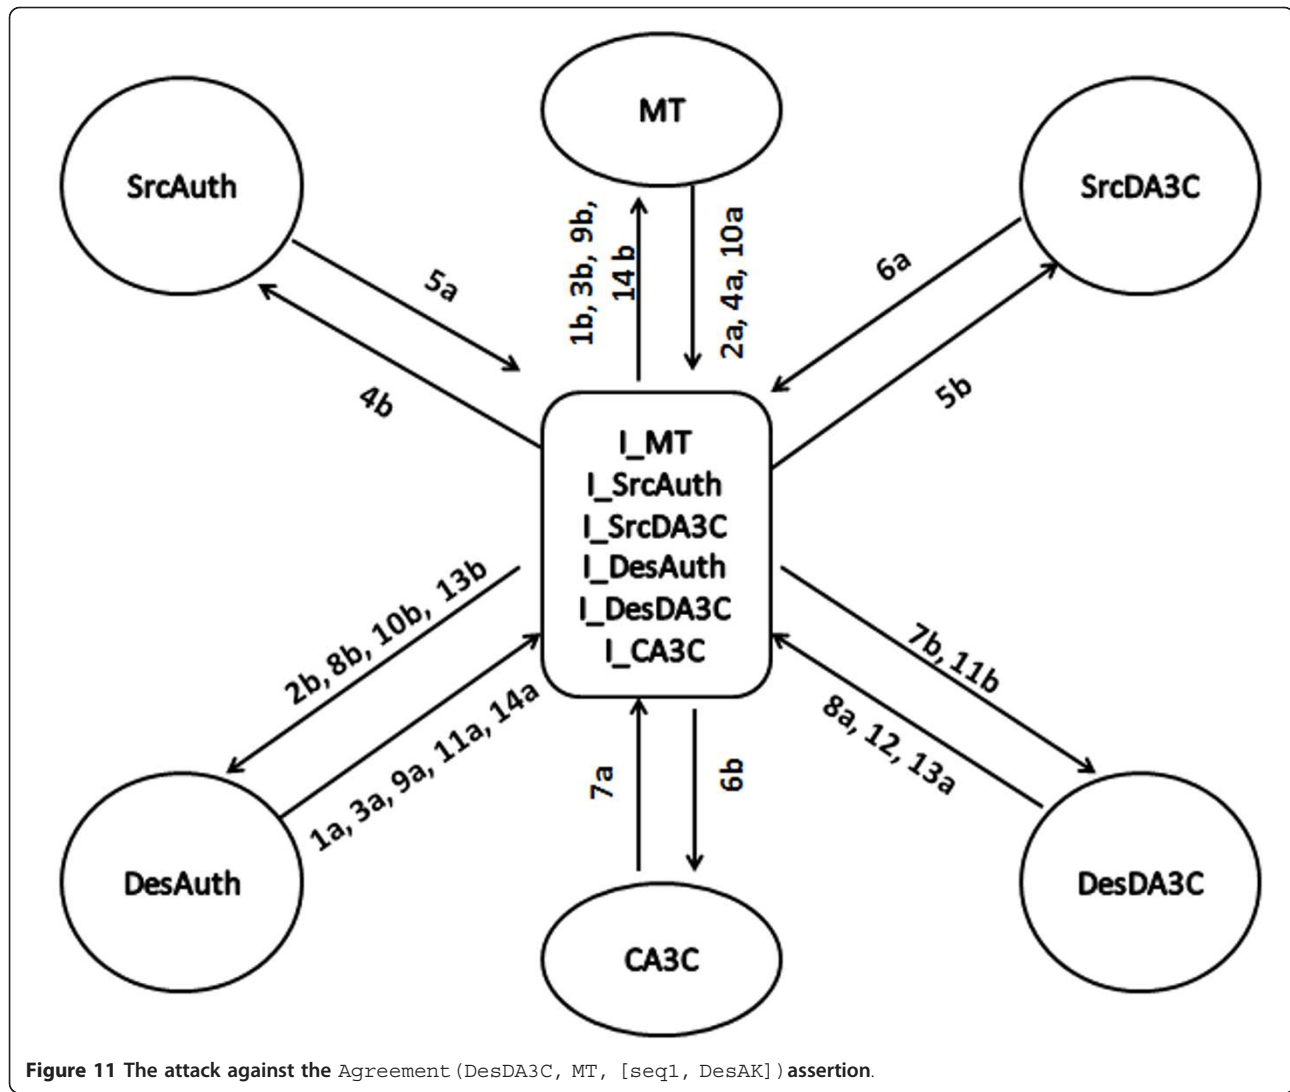 MT
SrcAuth
SrcDA3C
1b, 3b, 9b,
14 b
2a, 4a, 10a
5a
4b
6a
5b
I_MT
I_SrcAuth
I_SrcDA3C
I_DesAuth
I_DesDA3C
I_CA3C
2b, 8b, 10b, 13b
1a, 3a, 9a, 11a, 14a
7b, 11b
8a, 12, 13a
7a
6b
DesAuth
DesDA3C
CA3C
Figure 11 The attack against the Agreement(DesDA3C, MT, [seq1, DesAK]) assertion.